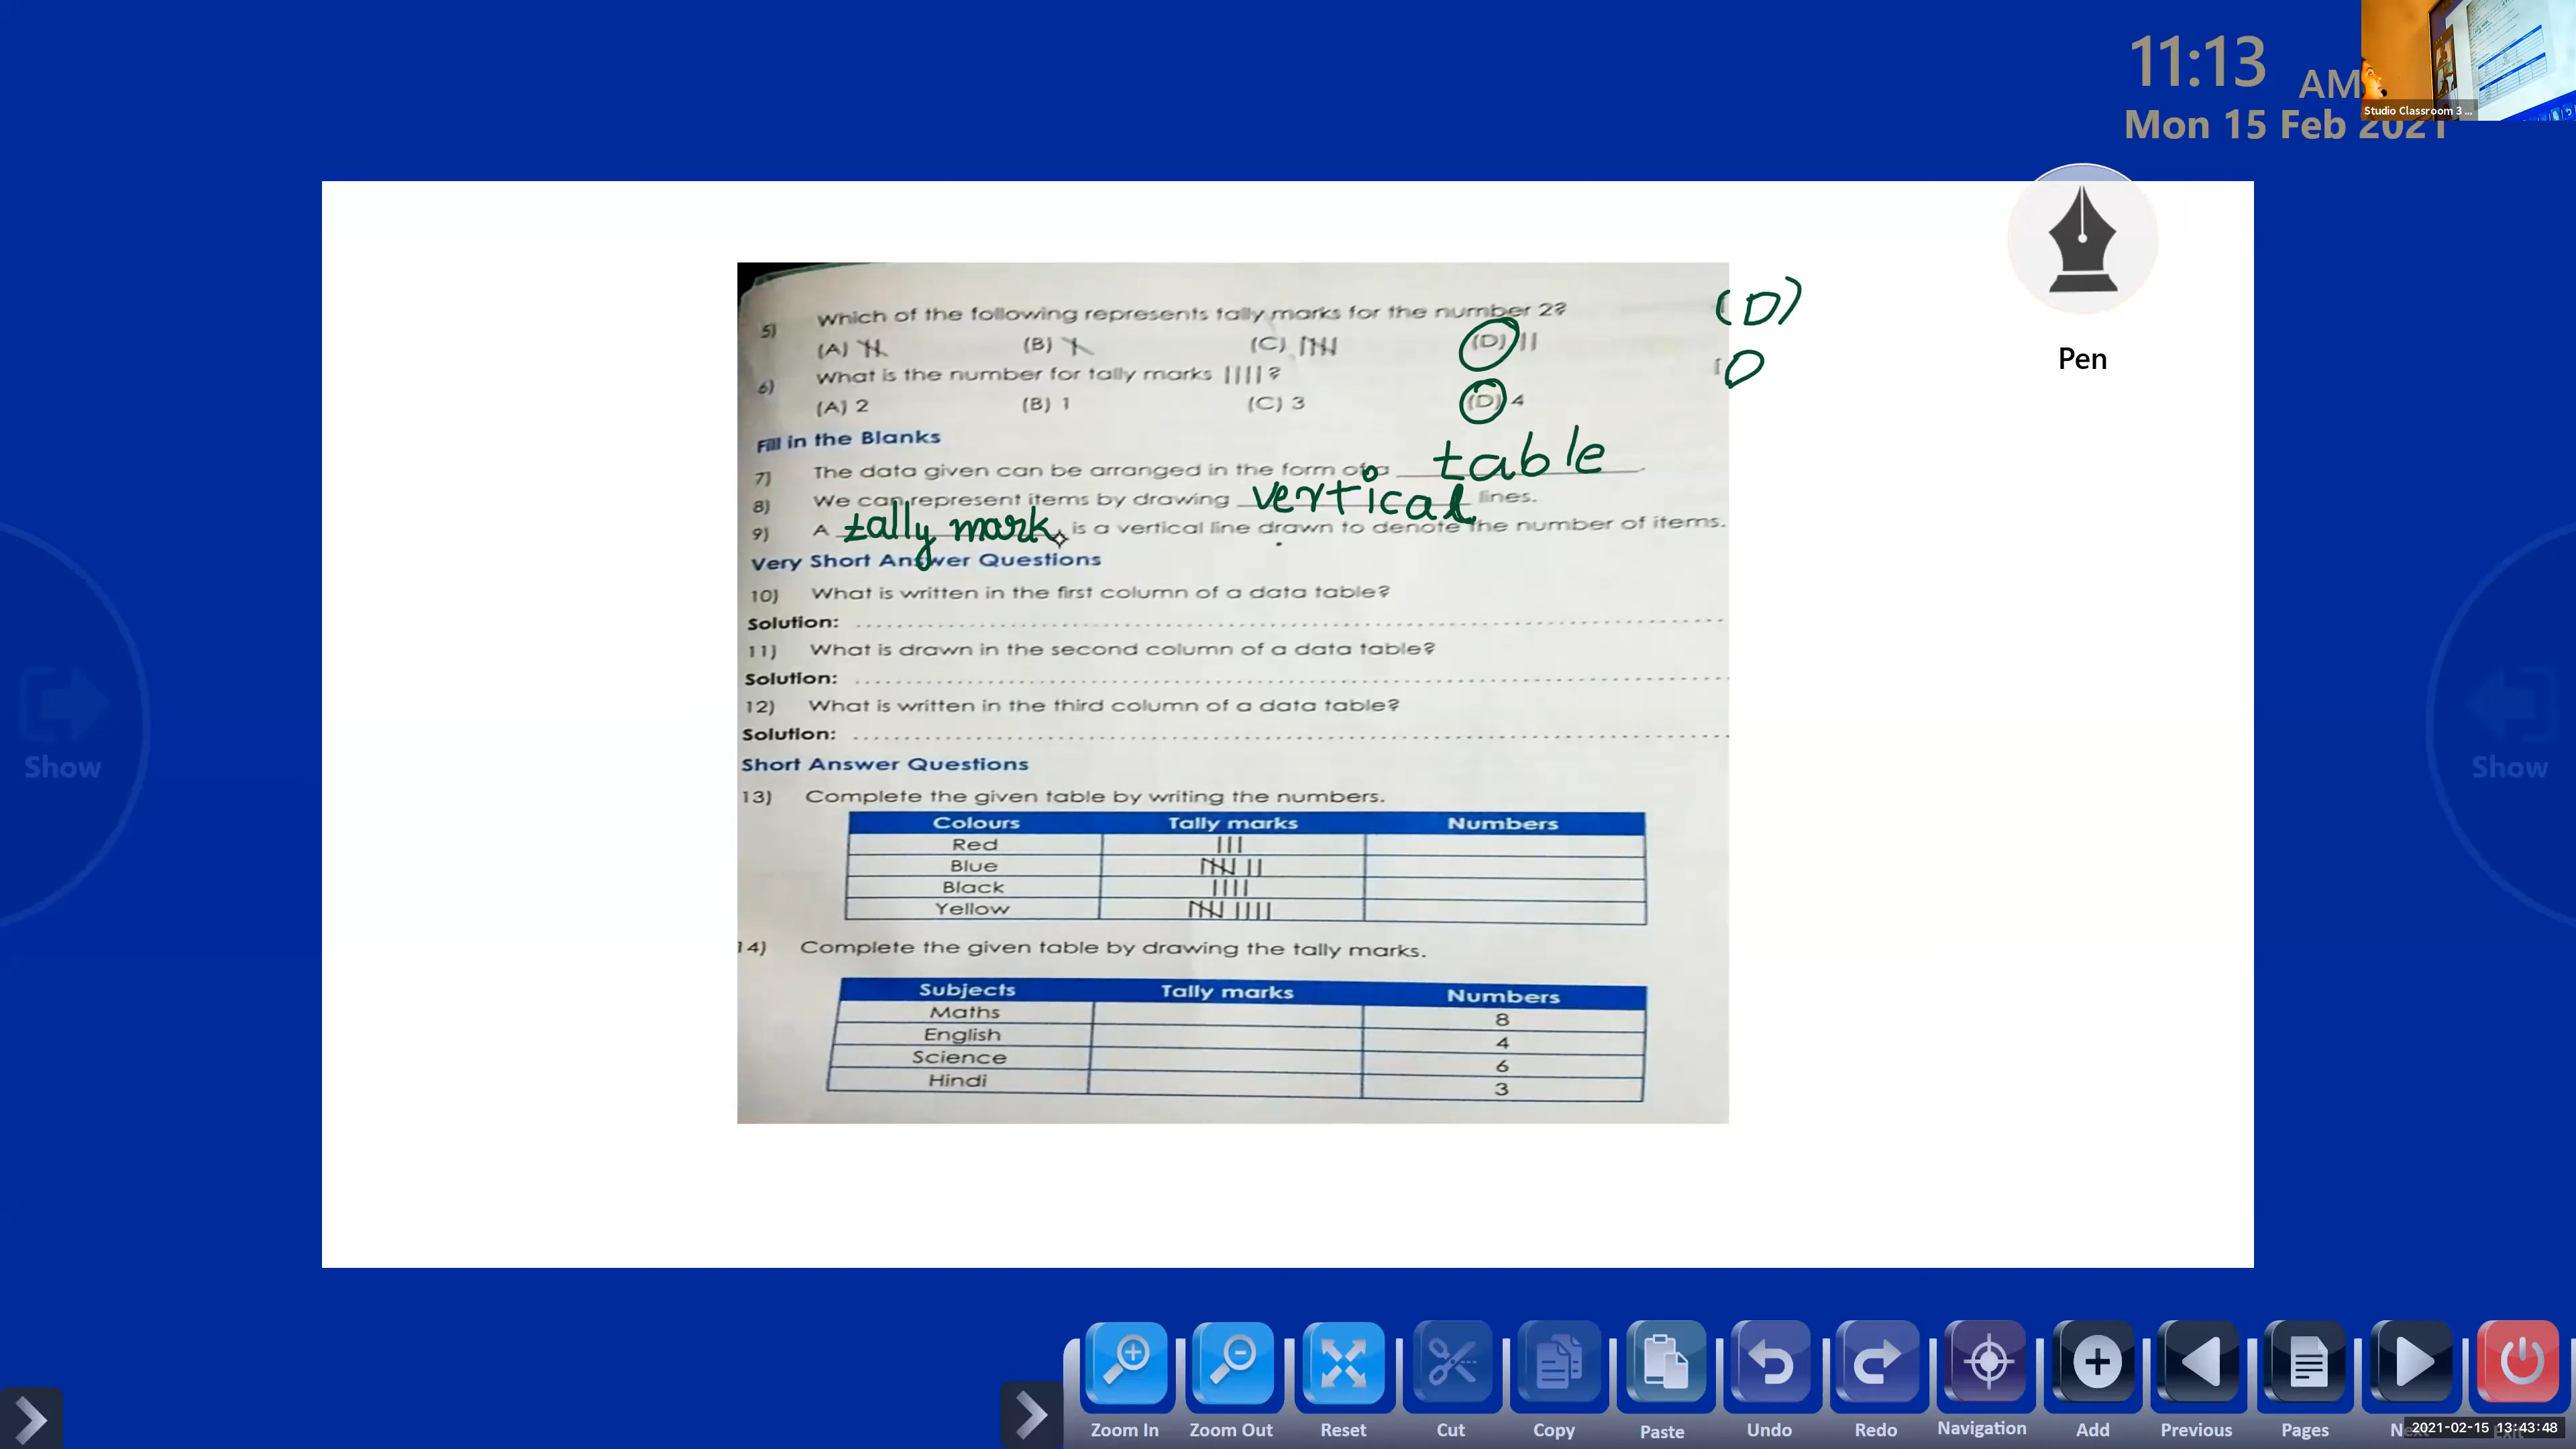 11:13 AM
Mon 15 Feb 2021
Studio Classroom 3 ...
Pen
5) Which of the following represents tally marks for the number 2? (D)
(A) (B) (C) (D) ||
6) What is the number for tally marks ||||? D
(A) 2 (B) 1 (C) 3 (D) 4
Fill in the Blanks
7) The data given can be arranged in the form of a table.
8) We can represent items by drawing vertical lines.
9) A tally mark is a vertical line drawn to denote the number of items.
Very Short Answer Questions
10) What is written in the first column of a data table?
Solution:
11) What is drawn in the second column of a data table?
Solution:
12) What is written in the third column of a data table?
Solution:
Short Answer Questions
13) Complete the given table by writing the numbers.
Colours Tally marks Numbers
Red |||
Blue
Black ||||
Yellow
14) Complete the given table by drawing the tally marks.
Subjects Tally marks Numbers
Maths 8
English 4
Science 6
Hindi 3
Show
Show
Zoom In Zoom Out Reset Cut Copy Paste Undo Redo Navigation Add Previous Pages
2021-02-15 13:43:48